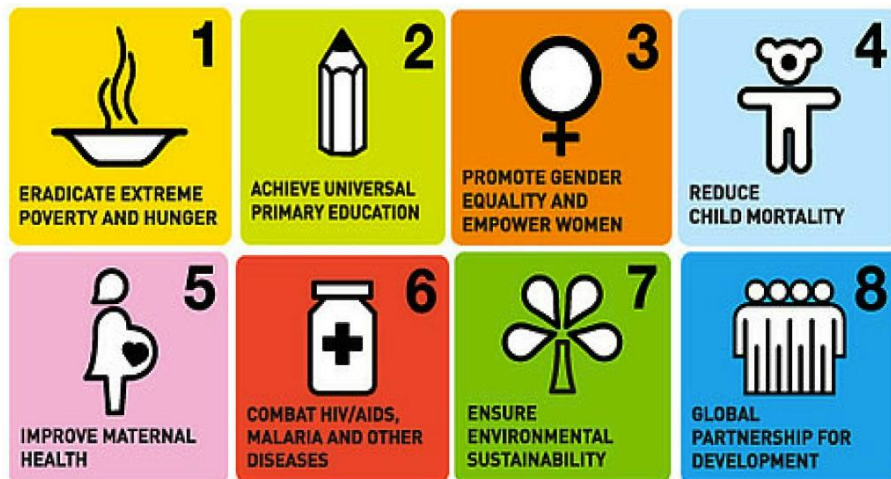 1
ERADICATE EXTREME
POVERTY AND HUNGER
2
ACHIEVE UNIVERSAL
PRIMARY EDUCATION
3
PROMOTE GENDER
EQUALITY AND
EMPOWER WOMEN
4
REDUCE
CHILD MORTALITY
5
IMPROVE MATERNAL
HEALTH
6
COMBAT HIV/AIDS,
MALARIA AND OTHER
DISEASES
7
ENSURE
ENVIRONMENTAL
SUSTAINABILITY
8
GLOBAL
PARTNERSHIP FOR
DEVELOPMENT